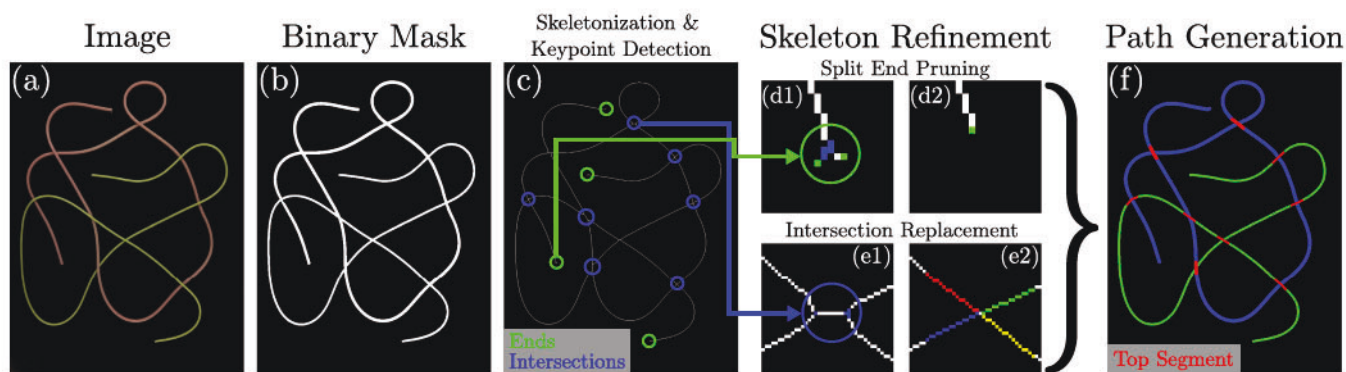 Image
(a)
Binary Mask
(b)
Skeletonization &
Keypoint Detection
(c)
Ends
Intersections
Skeleton Refinement
Split End Pruning
(d1)
(d2)
Intersection Replacement
(e1)
(e2)
Path Generation
(f)
Top Segment